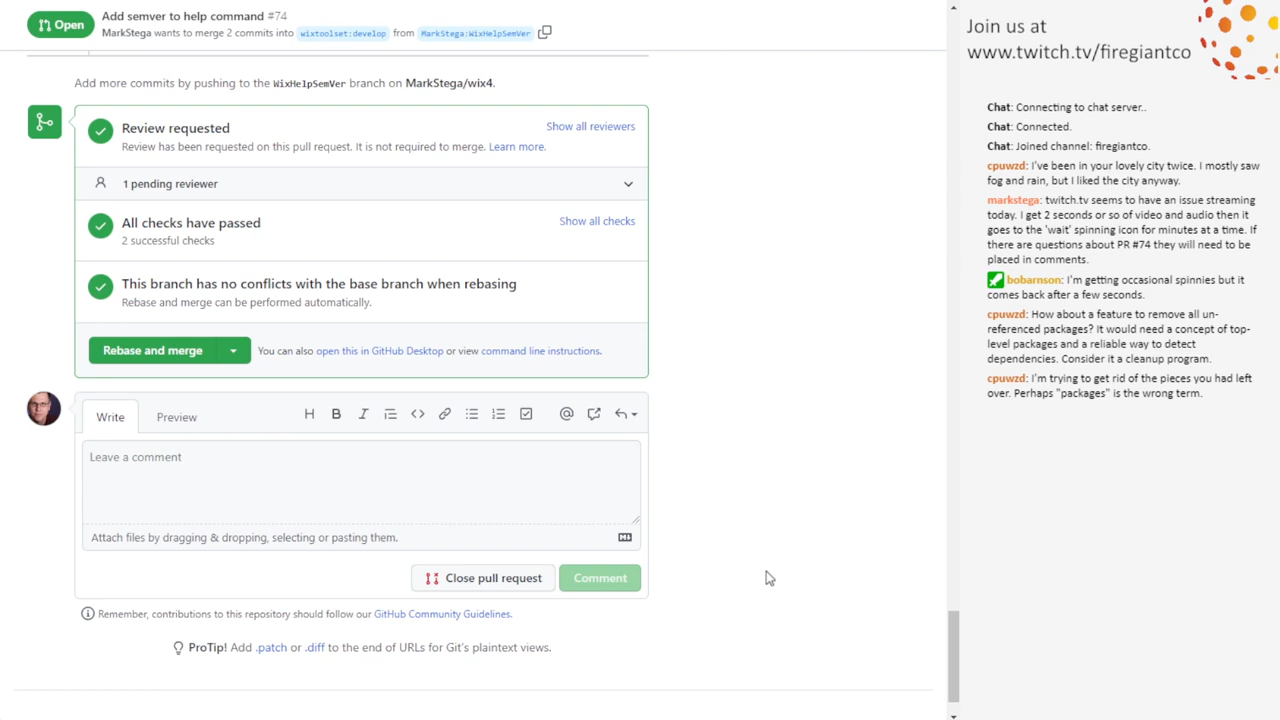 Open
Add semver to help command #74
MarkStega wants to merge 2 commits into wixtoolset:develop from MarkStega:WixHelpSemVer
Add more commits by pushing to the WixHelpSemVer branch on MarkStega/wix4.
Review requested
Show all reviewers
Review has been requested on this pull request. It is not required to merge. Learn more.
1 pending reviewer
All checks have passed
Show all checks
2 successful checks
This branch has no conflicts with the base branch when rebasing
Rebase and merge can be performed automatically.
Rebase and merge
You can also open this in GitHub Desktop or view command line instructions.
Write
Preview
Leave a comment
Attach files by dragging & dropping, selecting or pasting them.
Close pull request
Comment
Remember, contributions to this repository should follow our GitHub Community Guidelines.
ProTip! Add .patch or .diff to the end of URLs for Git's plaintext views.
Join us at
www.twitch.tv/firegiantco
Chat: Connecting to chat server..
Chat: Connected.
Chat: Joined channel: firegiantco.
cpuwzd: I've been in your lovely city twice. I mostly saw
fog and rain, but I liked the city anyway.
markstega: twitch.tv seems to have an issue streaming
today. I get 2 seconds or so of video and audio then it
goes to the 'wait' spinning icon for minutes at a time. If
there are questions about PR #74 they will need to be
placed in comments.
bobarnson: I'm getting occasional spinnies but it
comes back after a few seconds.
cpuwzd: How about a feature to remove all un-
referenced packages? It would need a concept of top-
level packages and a reliable way to detect
dependencies. Consider it a cleanup program.
cpuwzd: I'm trying to get rid of the pieces you had left
over. Perhaps "packages" is the wrong term.